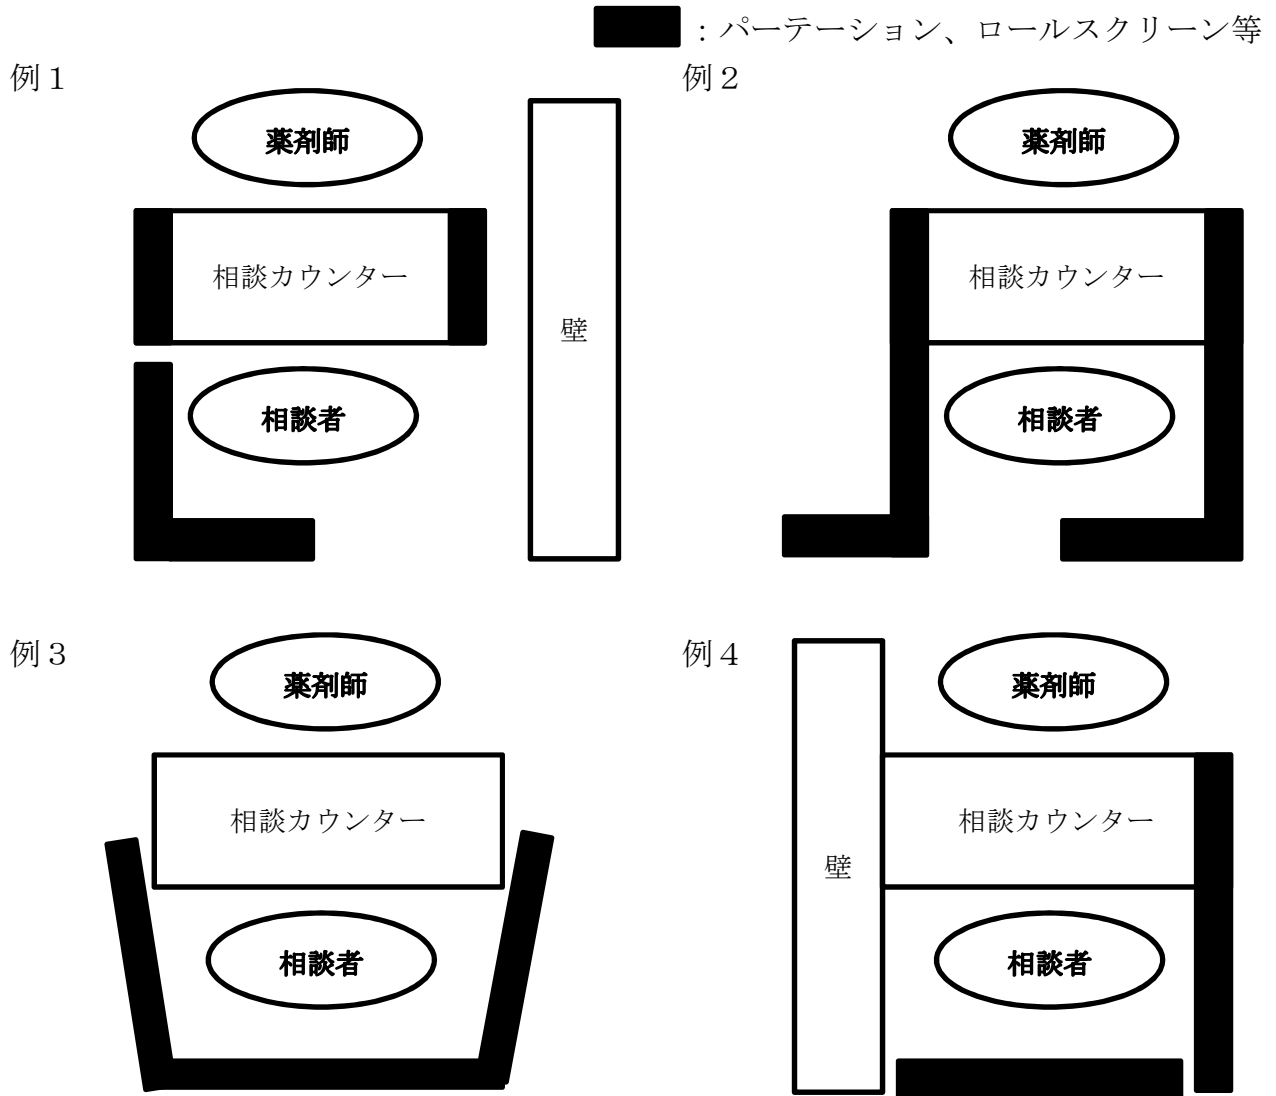 ：パーテーション、ロールスクリーン等
例１
薬剤師
相談カウンター
相談者
壁
例２
薬剤師
相談カウンター
相談者
例３
薬剤師
相談カウンター
相談者
例４
薬剤師
相談カウンター
壁
相談者